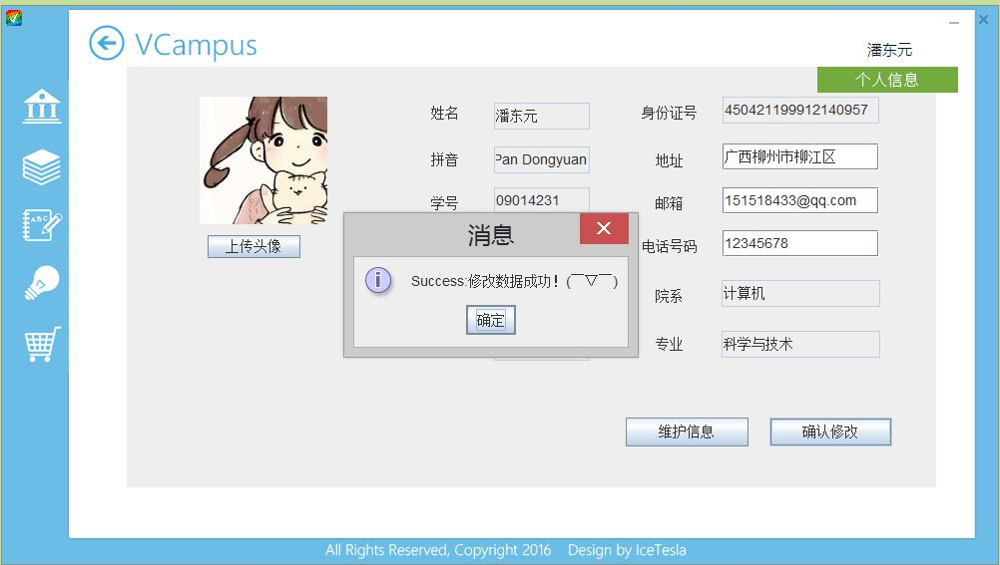 VCampus
潘东元
个人信息
姓名 潘东元 身份证号 450421199912140957
拼音 Pan Dongyuan 地址 广西柳州市柳江区
学号 09014231 邮箱 151518433@qq.com
上传头像
电话号码 12345678
消息
Success:修改数据成功！(￣▽￣)
确定
院系 计算机
专业 科学与技术
维护信息 确认修改
All Rights Reserved, Copyright 2016 Design by IceTesla